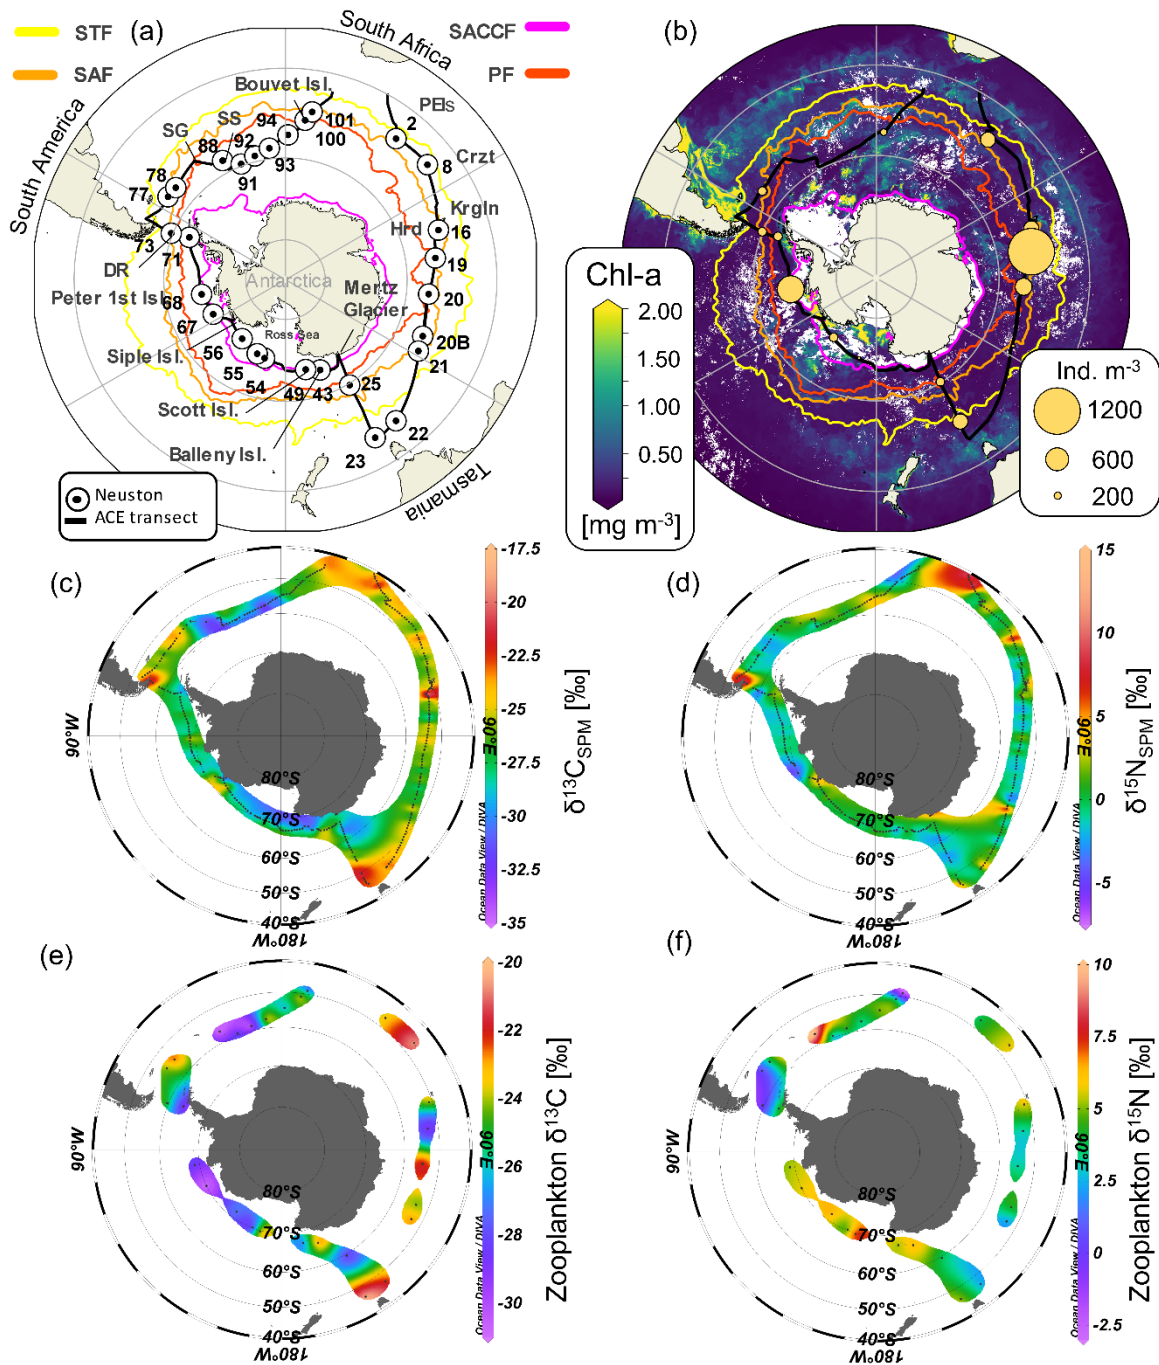 STF
SAF
(a)
South Africa
SACCF
PF
(b)
South America
Bouvet Isl.
PEIs
SG
SS
94
101
100
2
88
92
93
8
Crzt
91
78
77
Krgln
Hrd
16
73
19
DR
71
Antarctica
Mertz
Glacier
20
Peter 1st Isl.
68
67
Ross Sea
20B
Siple Isl.
56
21
55
54
25
Scott Isl.
49
43
22
Balleny Isl.
23
Tasmania
Neuston
ACE transect
Chl-a
2.00
1.50
1.00
0.50
[mg m-3]
Ind. m-3
1200
600
200
(c)
-17.5
-20
-22.5
-25
-27.5
-30
-32.5
-35
δ13CSPM [‰]
90°W
90°E
80°S
70°S
60°S
50°S
40°S
180°W
Ocean Data View / DIVA
(d)
15
10
5
0
-5
δ15NSPM [‰]
90°W
90°E
80°S
70°S
60°S
50°S
40°S
180°W
Ocean Data View / DIVA
(e)
-20
-22
-24
-26
-28
-30
Zooplankton δ13C [‰]
90°W
90°E
80°S
70°S
60°S
50°S
40°S
180°W
Ocean Data View / DIVA
(f)
10
7.5
5
2.5
0
-2.5
Zooplankton δ15N [‰]
90°W
90°E
80°S
70°S
60°S
50°S
40°S
180°W
Ocean Data View / DIVA